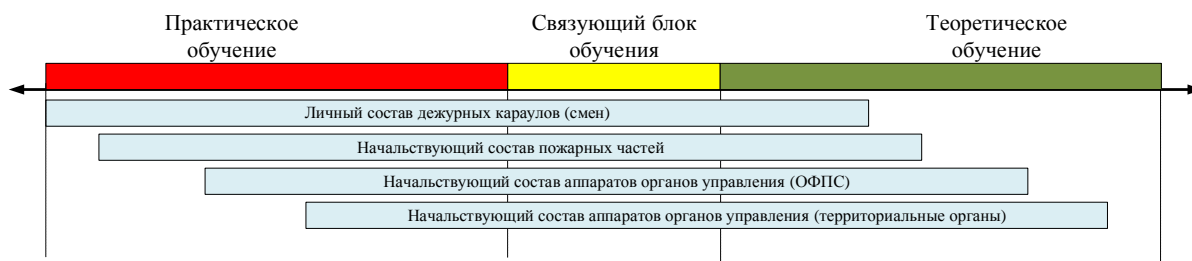 Практическое
обучение
Связующий блок
обучения
Теоретическое
обучение
Личный состав дежурных караулов (смен)
Начальствующий состав пожарных частей
Начальствующий состав аппаратов органов управления (ОФПС)
Начальствующий состав аппаратов органов управления (территориальные органы)